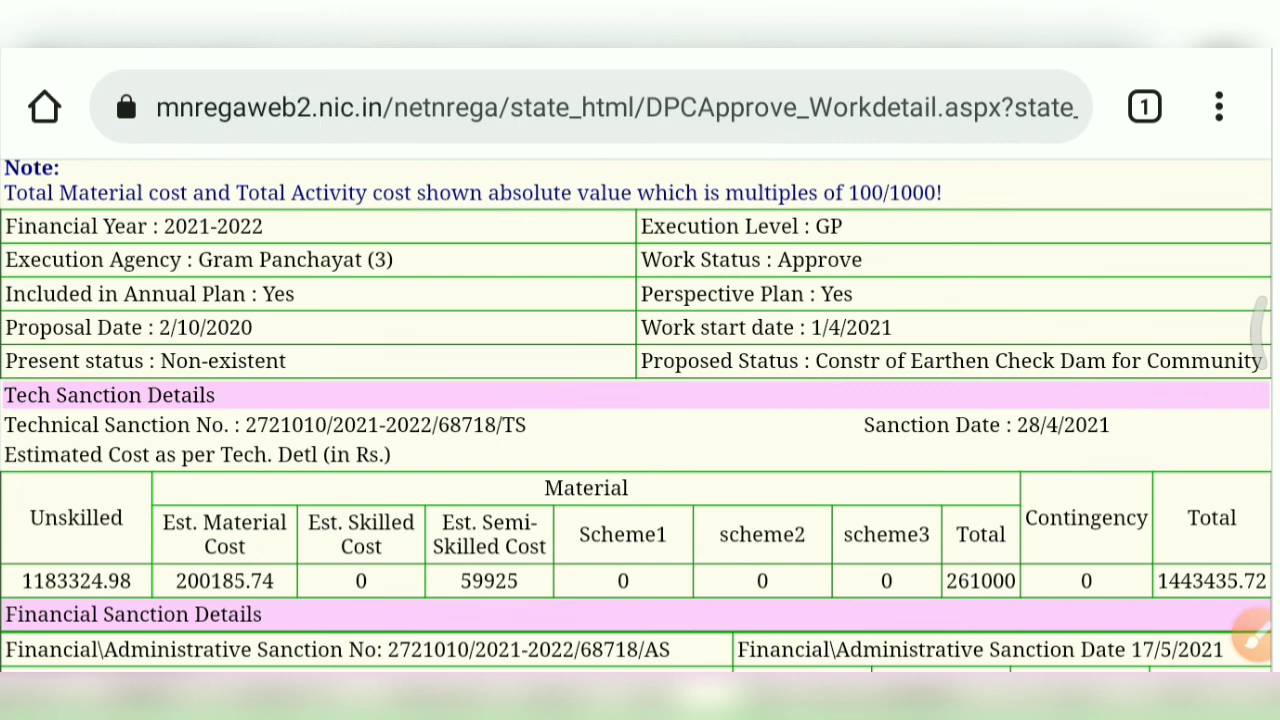 mnregaweb2.nic.in/netnrega/state_html/DPCApprove_Workdetail.aspx?state_
1
Note:
Total Material cost and Total Activity cost shown absolute value which is multiples of 100/1000!
Financial Year : 2021-2022 Execution Level : GP
Execution Agency : Gram Panchayat (3) Work Status : Approve
Included in Annual Plan : Yes Perspective Plan : Yes
Proposal Date : 2/10/2020 Work start date : 1/4/2021
Present status : Non-existent Proposed Status : Constr of Earthen Check Dam for Community
Tech Sanction Details
Technical Sanction No. : 2721010/2021-2022/68718/TS Sanction Date : 28/4/2021
Estimated Cost as per Tech. Detl (in Rs.)
Unskilled Material Contingency Total
Est. Material Cost Est. Skilled Cost Est. Semi-Skilled Cost Scheme1 scheme2 scheme3 Total
1183324.98 200185.74 0 59925 0 0 0 261000 0 1443435.72
Financial Sanction Details
Financial\Administrative Sanction No: 2721010/2021-2022/68718/AS Financial\Administrative Sanction Date 17/5/2021